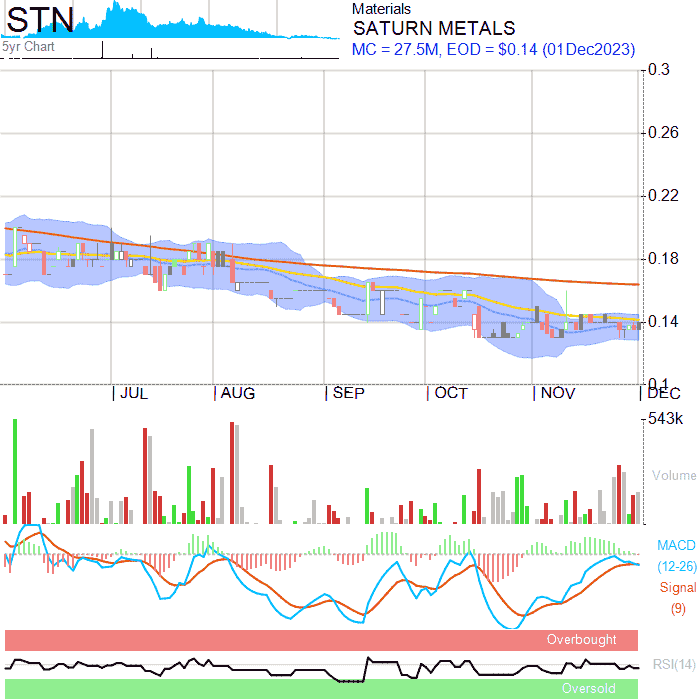 STN
5yr Chart
Materials
SATURN METALS
MC = 27.5M, EOD = $0.14 (01Dec2023)
0.3
0.26
0.22
0.18
0.14
0.1
JUL AUG SEP OCT NOV DEC
543k
Volume
MACD
(12-26)
Signal
(9)
Overbought
RSI(14)
Oversold